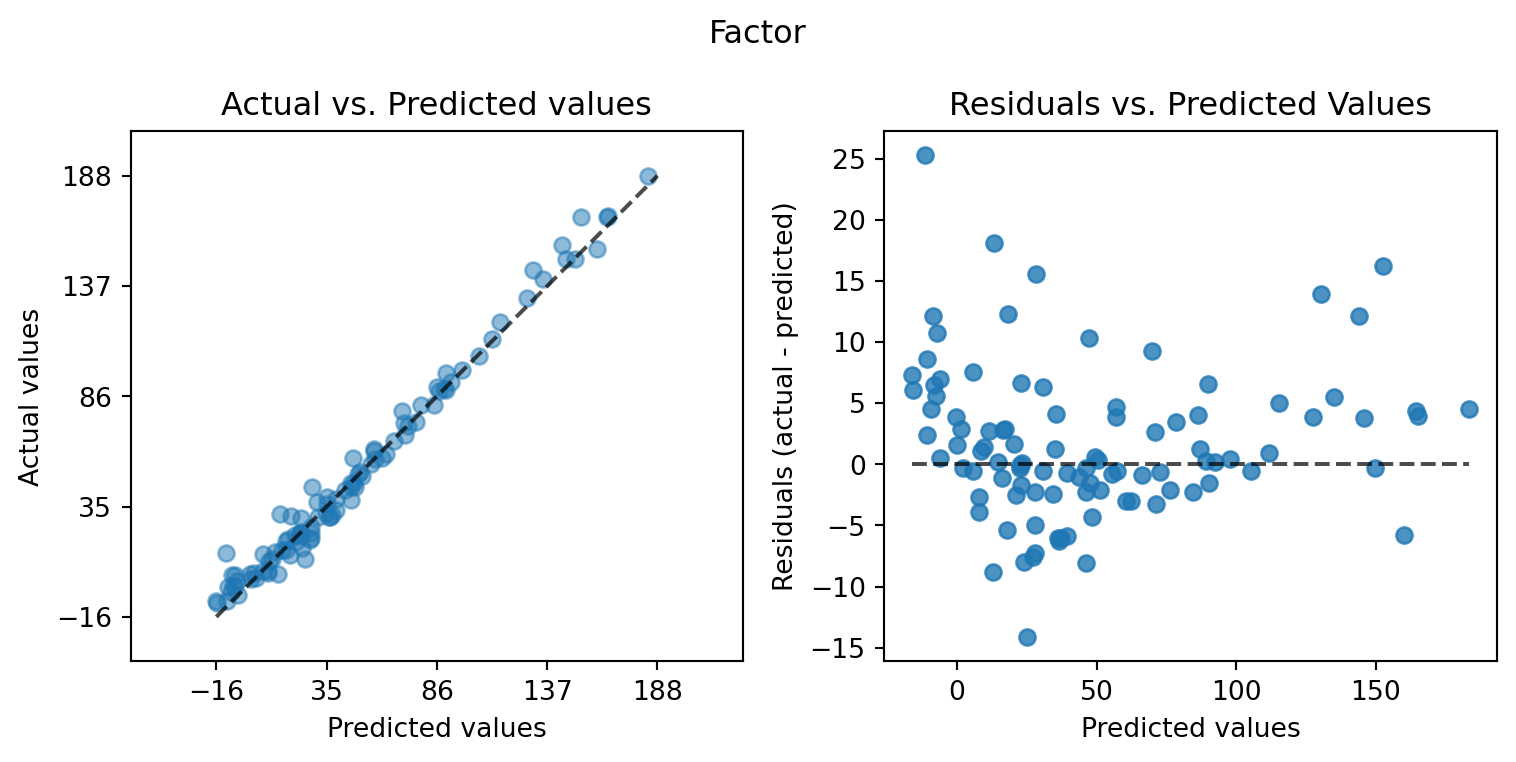 Factor
Actual vs. Predicted values
Actual values
188
137
86
35
−16
−16 35 86 137 188
Predicted values
Residuals vs. Predicted Values
Residuals (actual - predicted)
25
20
15
10
5
0
−5
−10
−15
0 50 100 150
Predicted values